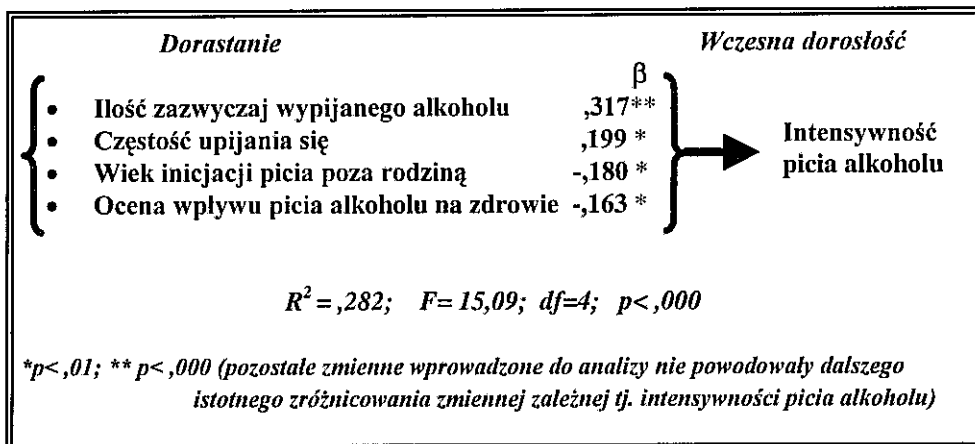 Dorastanie Wczesna dorosłość
β
• Ilość zazwyczaj wypijanego alkoholu ,317**
• Częstość upijania się ,199 *
• Wiek inicjacji picia poza rodziną -,180 *
• Ocena wpływu picia alkoholu na zdrowie -,163 *
Intensywność
picia alkoholu
R² = ,282; F= 15,09; df=4; p< ,000
*p< ,01; ** p< ,000 (pozostałe zmienne wprowadzone do analizy nie powodowały dalszego
istotnego zróżnicowania zmiennej zależnej tj. intensywności picia alkoholu)